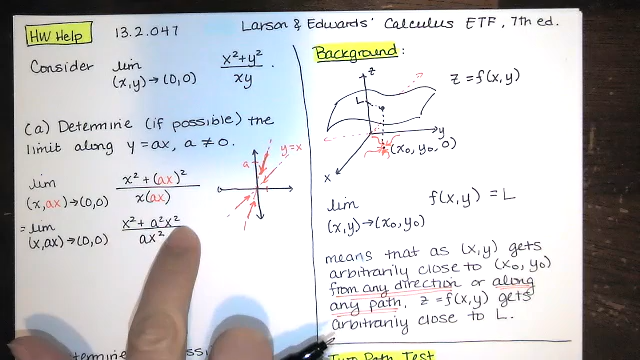 HW Help
13.2.047
Larson & Edwards' Calculus ETF, 7th ed.
Consider lim (x,y)→(0,0) x²+y² / xy .
(a) Determine (if possible) the
limit along y=ax, a≠0.
lim (x,ax)→(0,0) x²+(ax)² / x(ax)
= lim (x,ax)→(0,0) x²+a²x² / ax²
a
y=x
Background:
z
L
y
x
(x₀,y₀,0)
z=f(x,y)
lim (x,y)→(x₀,y₀) f(x,y) = L
means that as (x,y) gets
arbitrarily close to (x₀,y₀)
from any direction or along
any path, z=f(x,y) gets
arbitrarily close to L.
Two Path Test